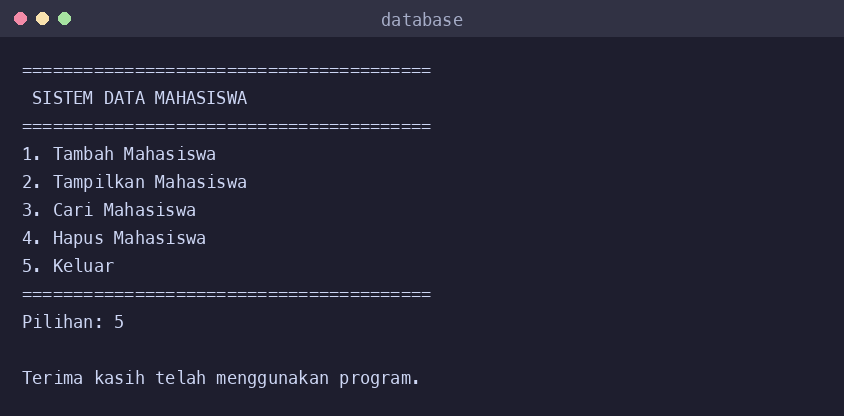 database
========================================
 SISTEM DATA MAHASISWA
========================================
1. Tambah Mahasiswa
2. Tampilkan Mahasiswa
3. Cari Mahasiswa
4. Hapus Mahasiswa
5. Keluar
========================================
Pilihan: 5

Terima kasih telah menggunakan program.